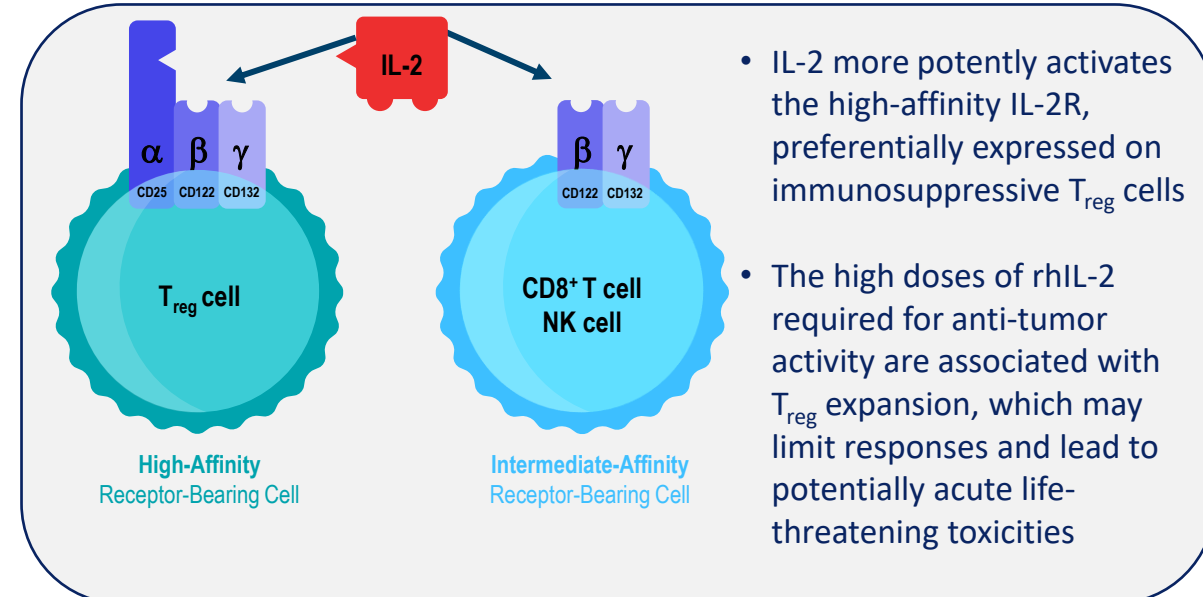 IL-2
α β γ
CD25 CD122 CD132
T_reg cell
High-Affinity
Receptor-Bearing Cell
β γ
CD122 CD132
CD8⁺ T cell
NK cell
Intermediate-Affinity
Receptor-Bearing Cell
• IL-2 more potently activates
the high-affinity IL-2R,
preferentially expressed on
immunosuppressive T_reg cells
• The high doses of rhIL-2
required for anti-tumor
activity are associated with
T_reg expansion, which may
limit responses and lead to
potentially acute life-
threatening toxicities